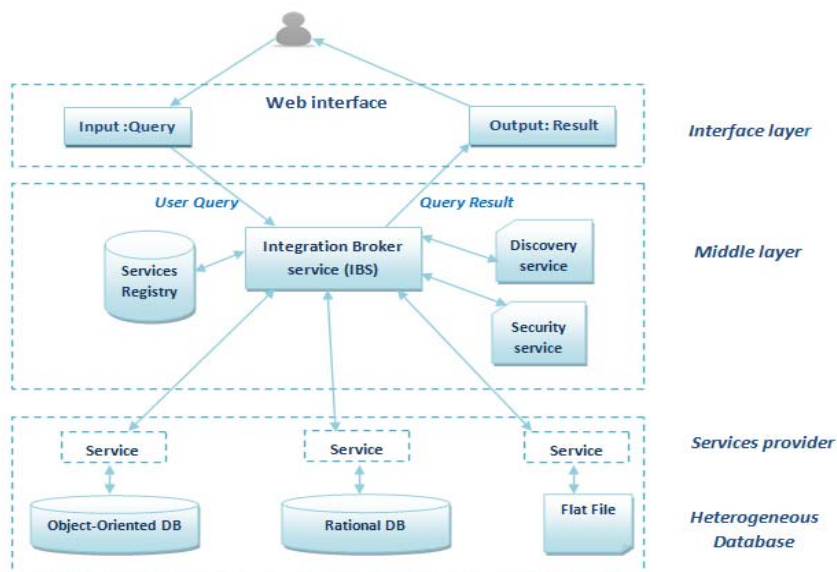 Web interface
Input :Query
Output: Result
Interface layer
User Query
Query Result
Integration Broker
service (IBS)
Discovery
service
Middle layer
Services
Registry
Security
service
Service
Service
Service
Services provider
Object-Oriented DB
Rational DB
Flat File
Heterogeneous
Database